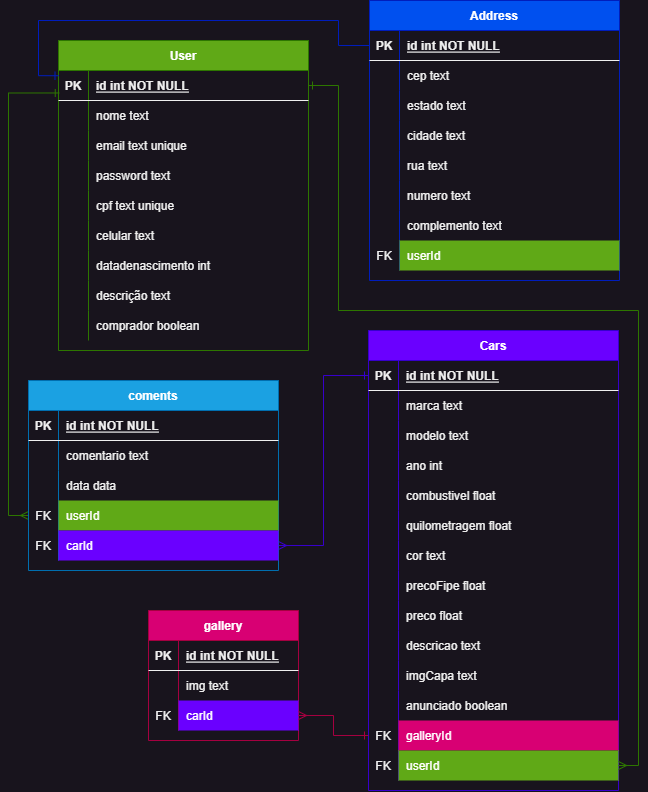 Address
PK id int NOT NULL
cep text
estado text
cidade text
rua text
numero text
complemento text
FK userId
User
PK id int NOT NULL
nome text
email text unique
password text
cpf text unique
celular text
datadenascimento int
descrição text
comprador boolean
Cars
PK id int NOT NULL
marca text
modelo text
ano int
combustivel float
quilometragem float
cor text
precoFipe float
preco float
descricao text
imgCapa text
anunciado boolean
FK galleryId
FK userId
coments
PK id int NOT NULL
comentario text
data data
FK userId
FK carId
gallery
PK id int NOT NULL
img text
FK carId